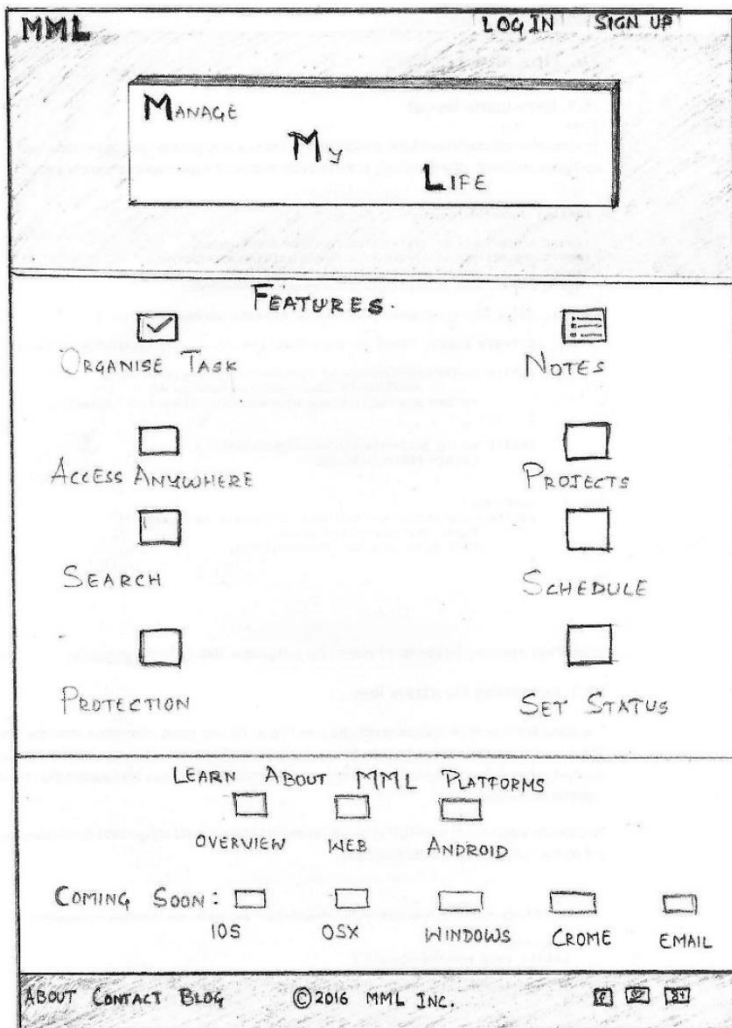 MML LOG IN SIGN UP
MANAGE
MY
LIFE
FEATURES.
ORGANISE TASK NOTES
ACCESS ANYWHERE PROJECTS
SEARCH SCHEDULE
PROTECTION SET STATUS
LEARN ABOUT MML PLATFORMS
OVERVIEW WEB ANDROID
COMING SOON:
IOS OSX WINDOWS CROME EMAIL
ABOUT CONTACT BLOG ©2016 MML INC.